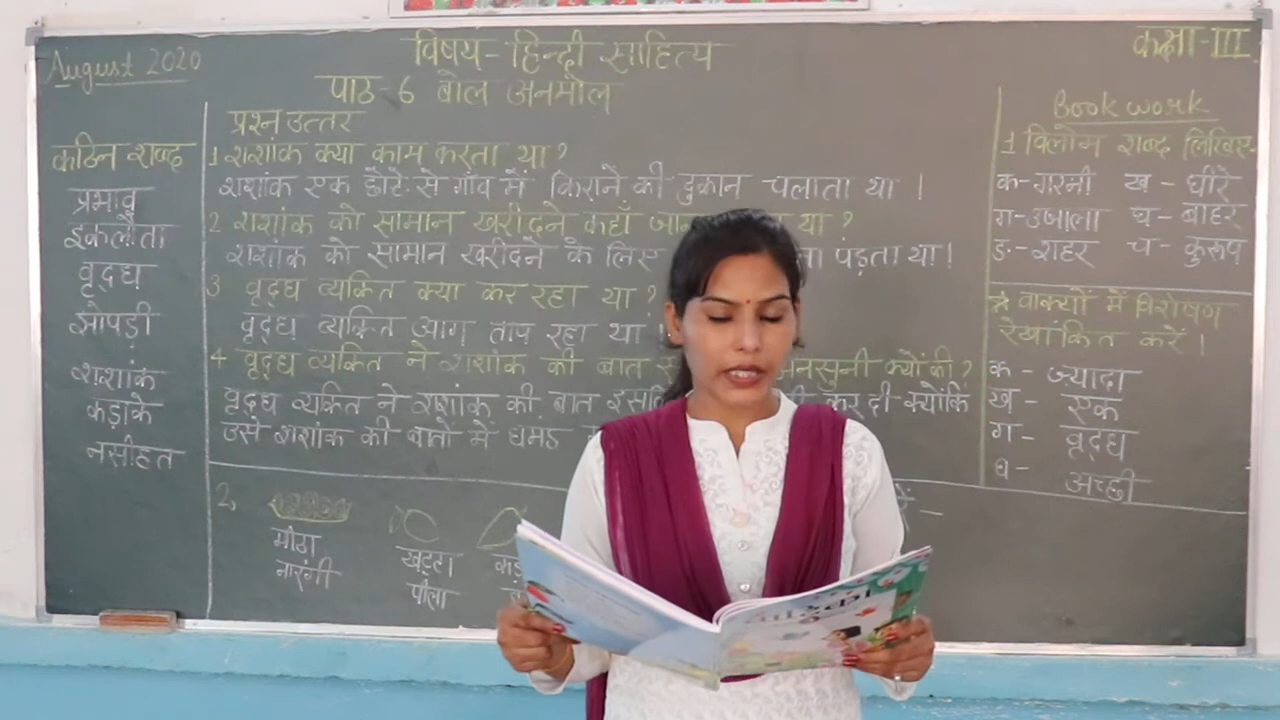 August 2020
विषय-हिन्दी साहित्य
कक्षा-III
पाठ-6 बोल अनमोल
कठिन शब्द
प्रभाव
इकलौता
वृद्ध
झोपड़ी
शशांक
कड़ाके
नसीहत
प्रश्न उत्तर
1 शशांक क्या काम करता था?
शशांक एक छोटे से गाँव में किराने की दुकान चलाता था।
2 शशांक को सामान खरीदने कहाँ था?
शशांक को सामान खरीदने के लिए पड़ता था!
3 वृद्ध व्यक्ति क्या कर रहा था?
वृद्ध व्यक्ति आग ताप रहा था!
4 वृद्ध व्यक्ति ने शशांक की बात क्यों की?
वृद्ध व्यक्ति ने शशांक की बात कर दी क्योंकि
उसे शशांक की बातों में घमंड
2,
मीठा
नारंगी
खट्टा
पीला
Book work
1 विलोम शब्द लिखिए-
क-गरमी ख-धीरे
ग-उजाला घ-बाहर
ङ-शहर च-कुरूप
वाक्यों में विशेषण
रेखांकित करें।
क- ज्यादा
ख- एक
ग- वृद्ध
घ- अच्छी